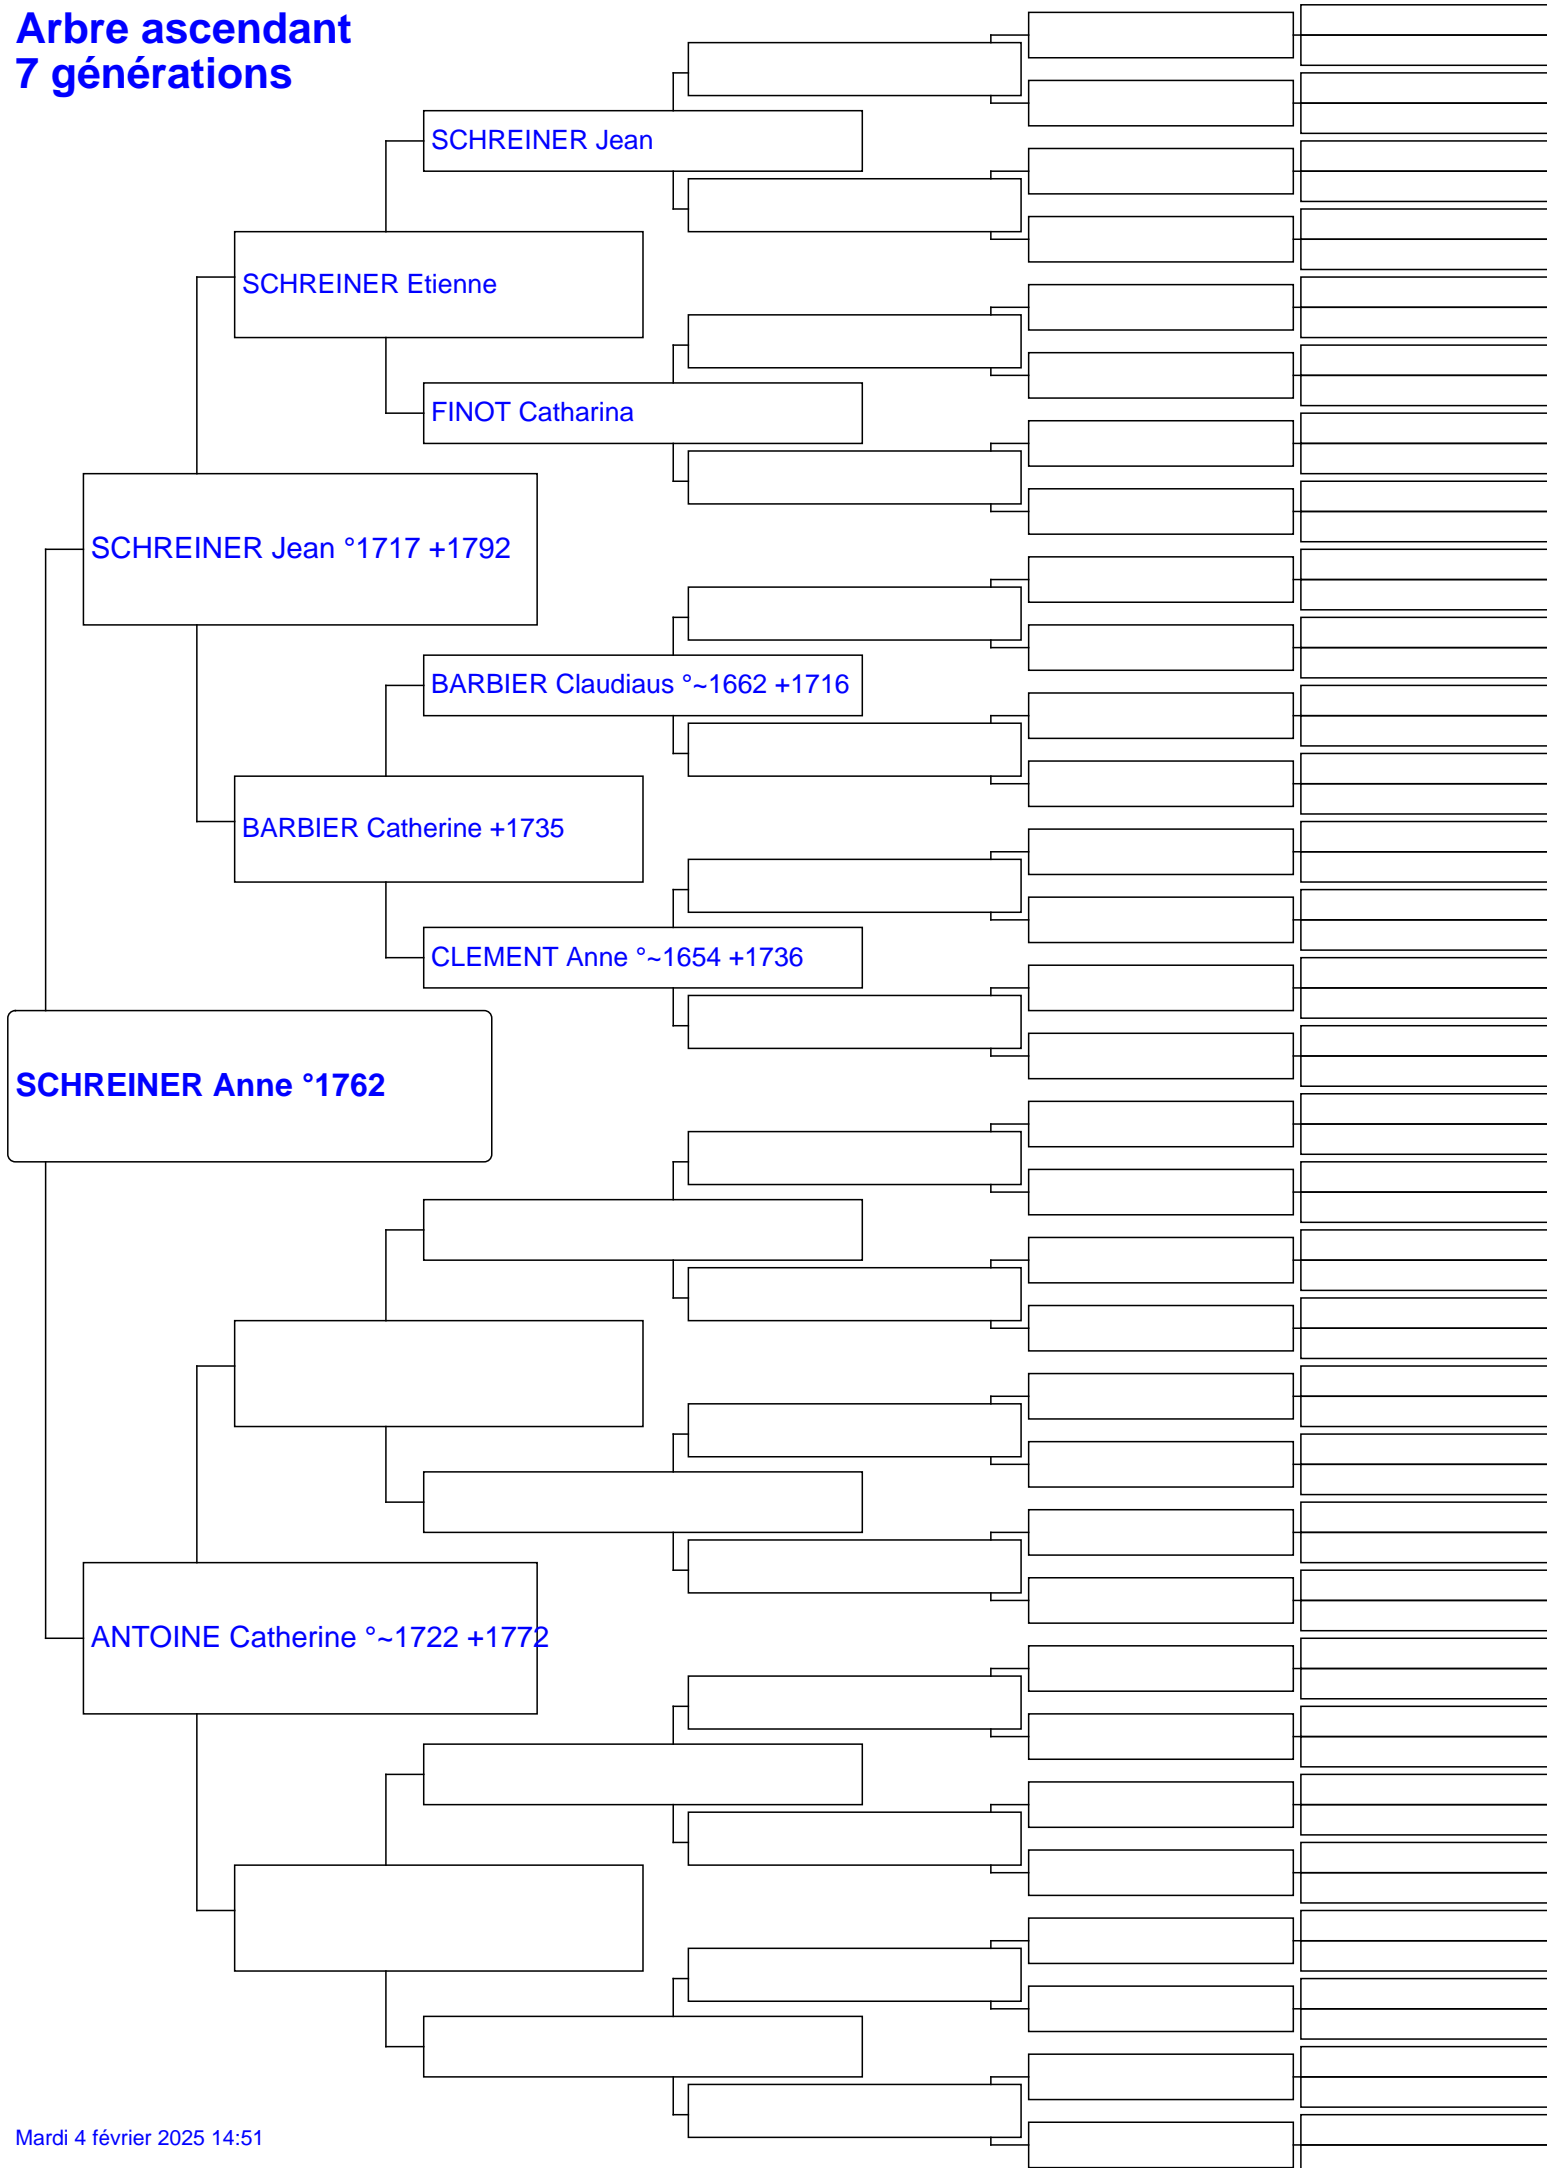 Arbre ascendant
7 générations
SCHREINER Jean
SCHREINER Etienne
FINOT Catharina
SCHREINER Jean °1717 +1792
BARBIER Claudiaus °~1662 +1716
BARBIER Catherine +1735
CLEMENT Anne °~1654 +1736
SCHREINER Anne °1762
ANTOINE Catherine °~1722 +1772
Mardi 4 février 2025 14:51